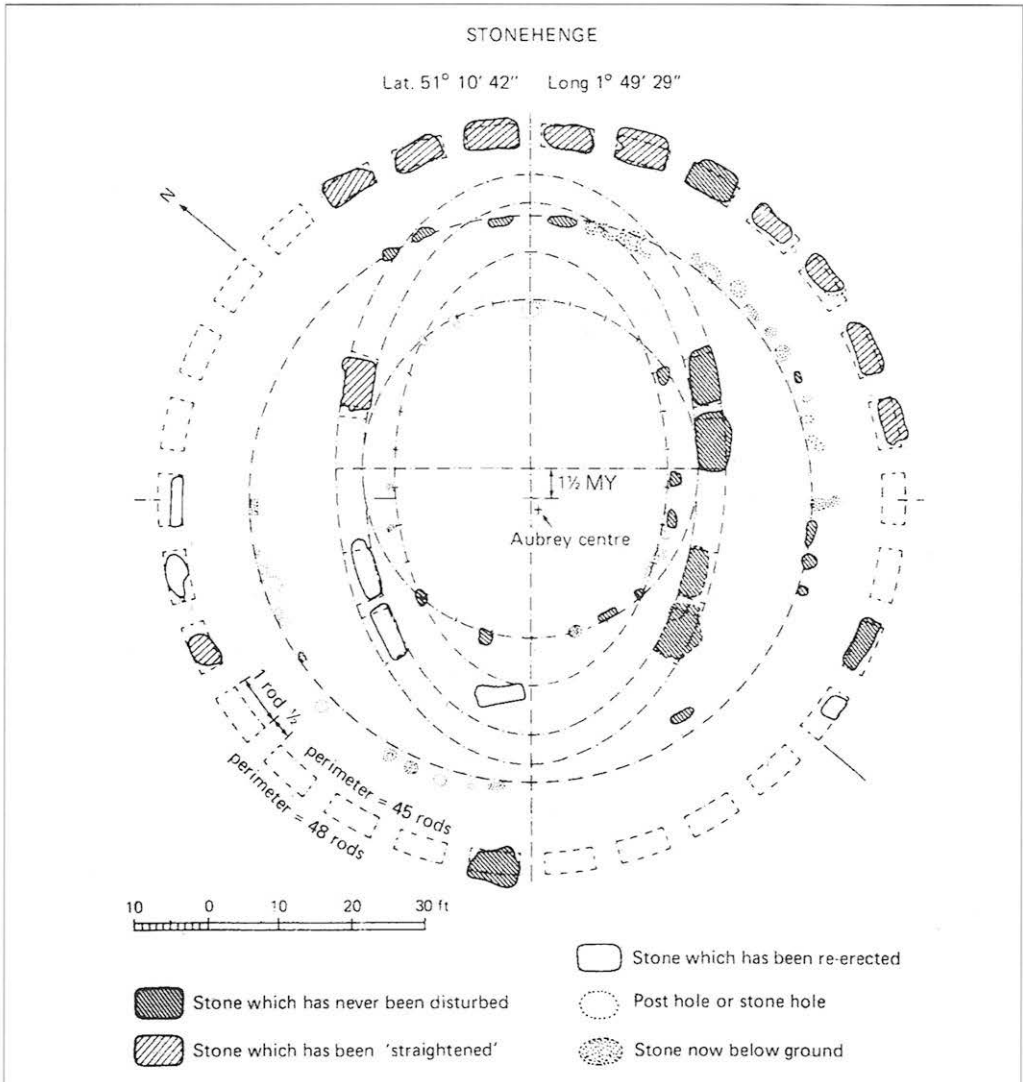 STONEHENGE
Lat. 51° 10′ 42″ Long 1° 49′ 29″
N
1½ MY
Aubrey centre
1 rod ½
perimeter = 45 rods
perimeter = 48 rods
10 0 10 20 30 ft
Stone which has been re-erected
Stone which has never been disturbed
Post hole or stone hole
Stone which has been 'straightened'
Stone now below ground